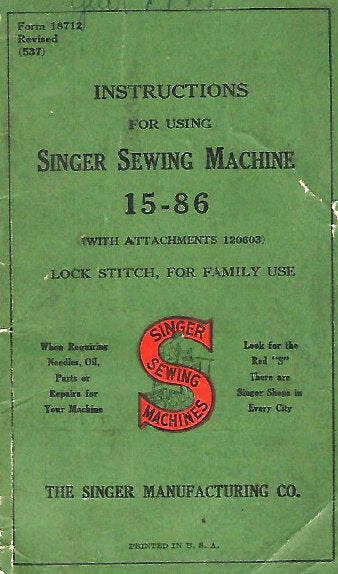 Form 18712
Revised
(537)
INSTRUCTIONS
FOR USING
SINGER SEWING MACHINE
15-86
(WITH ATTACHMENTS 120603)
LOCK STITCH, FOR FAMILY USE
When Requiring
Needles, Oil,
Parts or
Repairs for
Your Machine
SINGER
SEWING
MACHINES
Look for the
Red "S"
There are
Singer Shops in
Every City
THE SINGER MANUFACTURING CO.
PRINTED IN U. S. A.